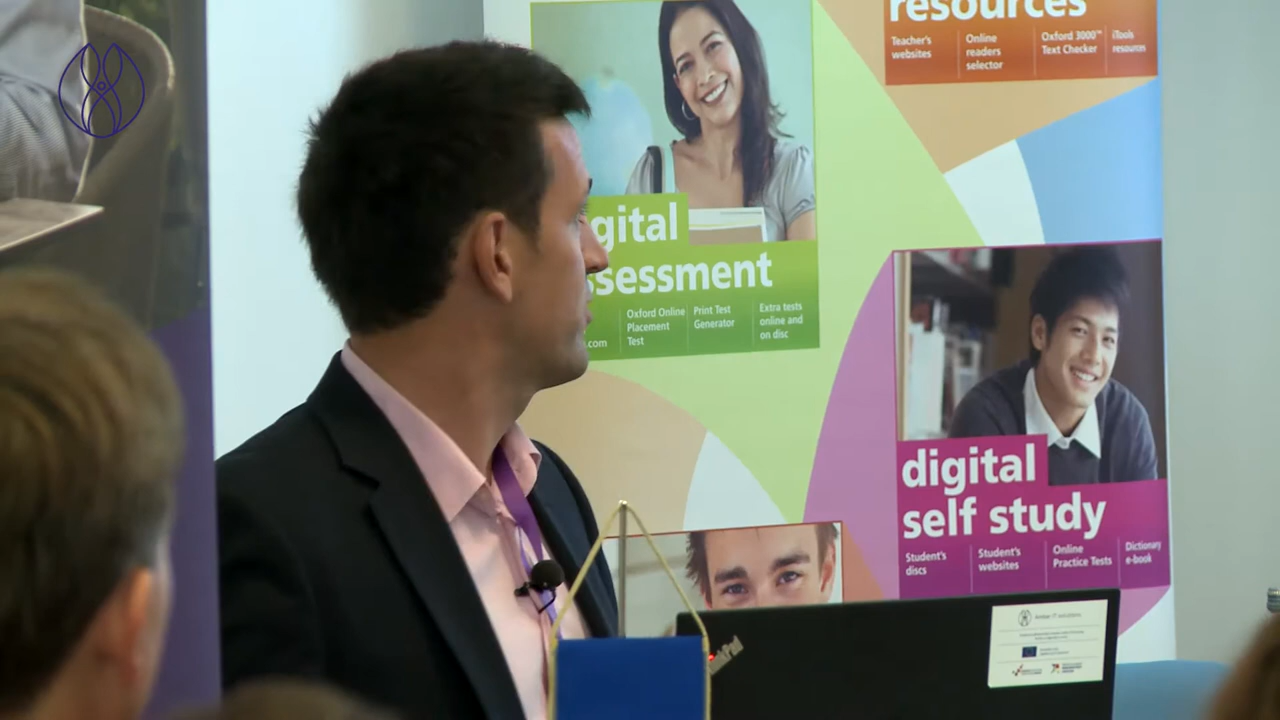 resources
Teacher's
websites
Online
readers
selector
Oxford 3000™
Text Checker
iTools
resources
gital
ssessment
.com
Oxford Online
Placement
Test
Print Test
Generator
Extra tests
online and
on disc
digital
self study
Student's
discs
Student's
websites
Online
Practice Tests
Dictionary
e-book